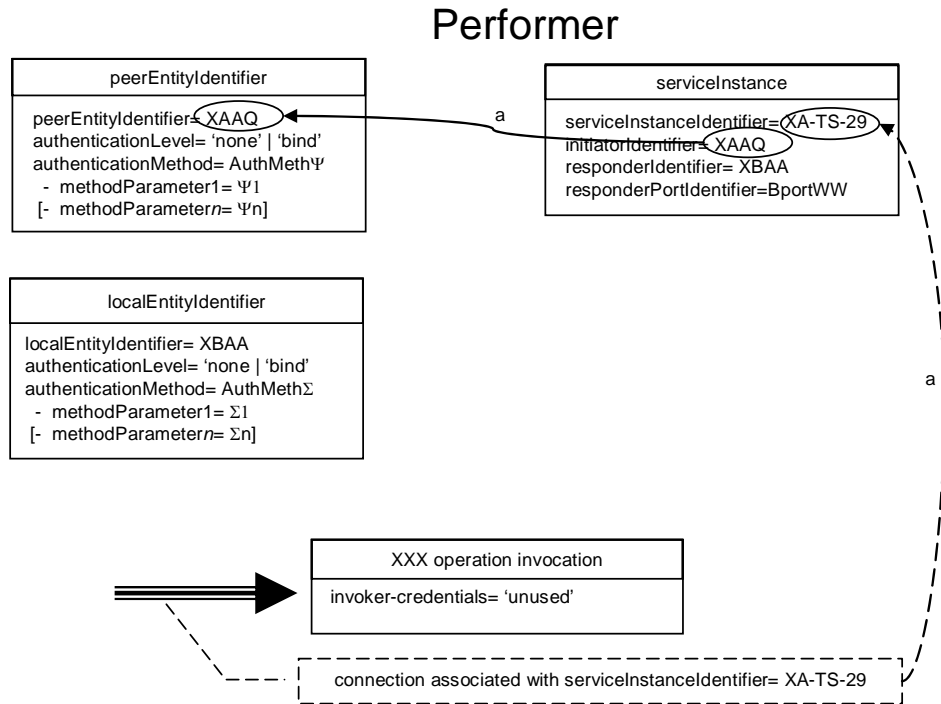 Performer
peerEntityIdentifier
peerEntityIdentifier= XAAQ
authenticationLevel= ‘none’ | ‘bind’
authenticationMethod= AuthMethΨ
- methodParameter1= Ψ1
[- methodParametern= Ψn]
serviceInstance
serviceInstanceIdentifier= XA-TS-29
initiatorIdentifier= XAAQ
responderIdentifier= XBAA
responderPortIdentifier=BportWW
a
localEntityIdentifier
localEntityIdentifier= XBAA
authenticationLevel= ‘none | ‘bind’
authenticationMethod= AuthMethΣ
- methodParameter1= Σ1
[- methodParametern= Σn]
a
XXX operation invocation
invoker-credentials= ‘unused’
connection associated with serviceInstanceIdentifier= XA-TS-29